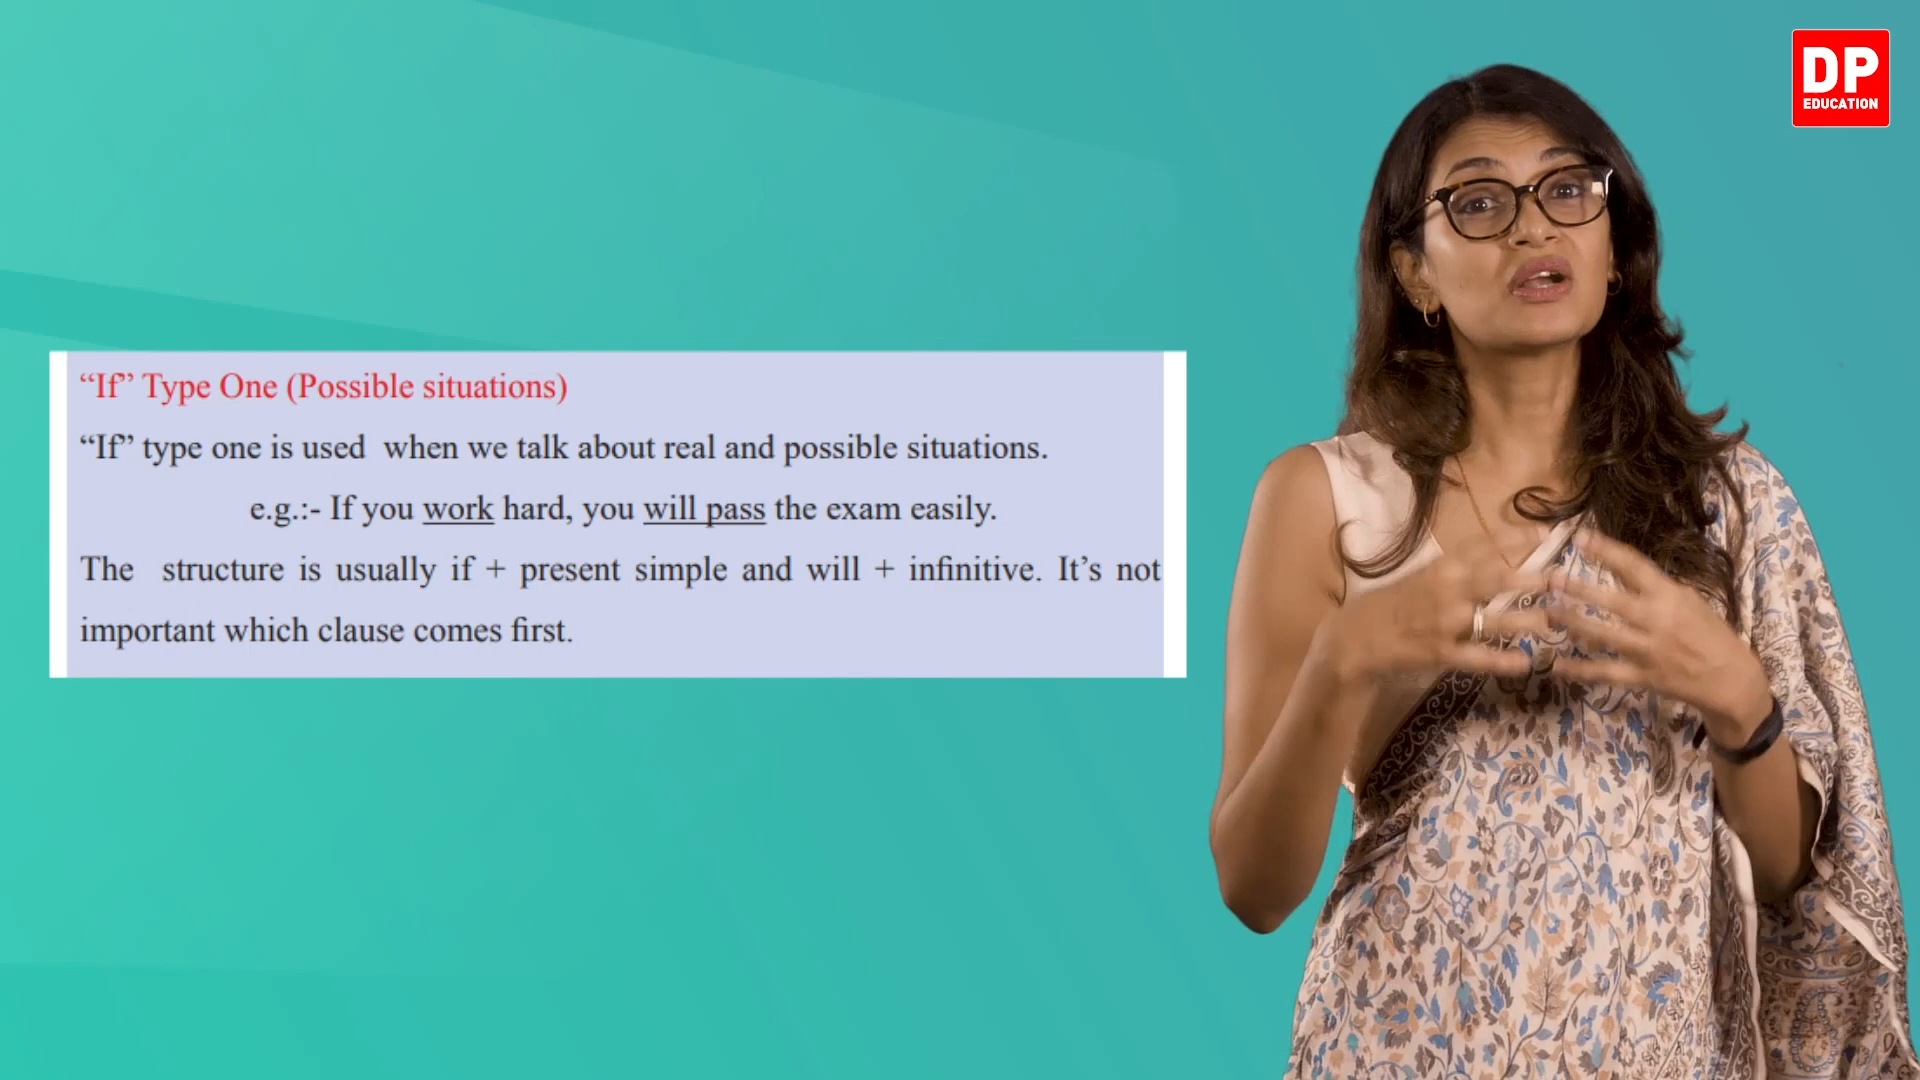 DP
EDUCATION
“If” Type One (Possible situations)
“If” type one is used when we talk about real and possible situations.
e.g.:- If you work hard, you will pass the exam easily.
The structure is usually if + present simple and will + infinitive. It’s not
important which clause comes first.